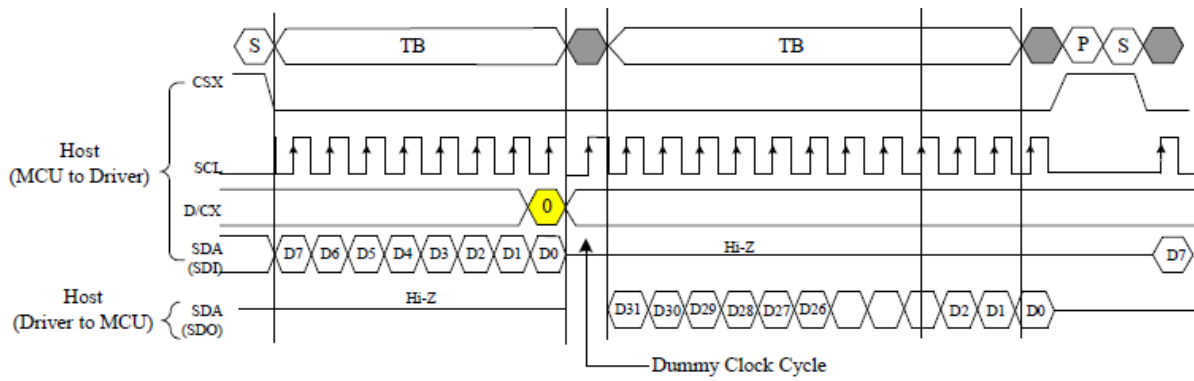 S TB TB P S
CSX
Host
(MCU to Driver)
SCL
D/CX 0
SDA
(SDI)
D7 D6 D5 D4 D3 D2 D1 D0 Hi-Z D7
Host
(Driver to MCU)
SDA
(SDO)
Hi-Z D31 D30 D29 D28 D27 D26 D2 D1 D0
Dummy Clock Cycle